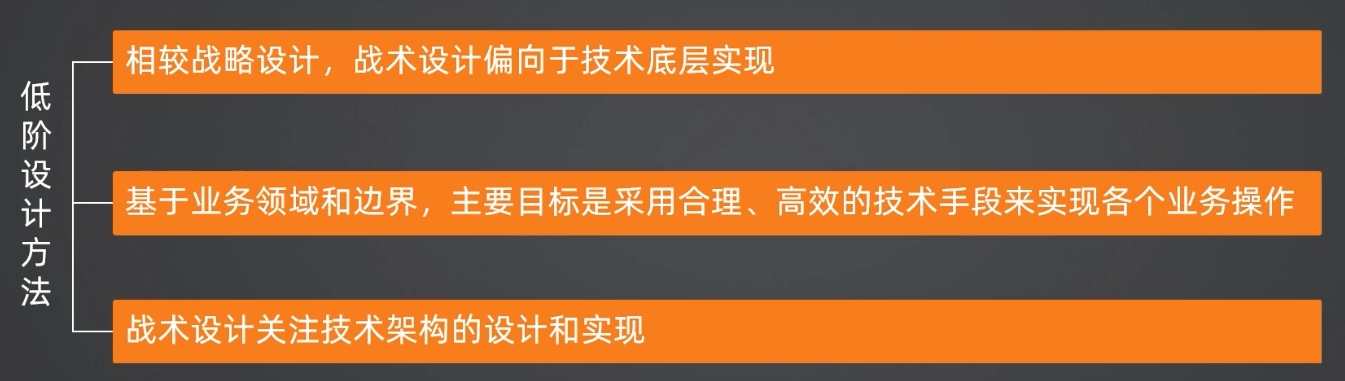 低阶设计方法
相较战略设计，战术设计偏向于技术底层实现
基于业务领域和边界，主要目标是采用合理、高效的技术手段来实现各个业务操作
战术设计关注技术架构的设计和实现